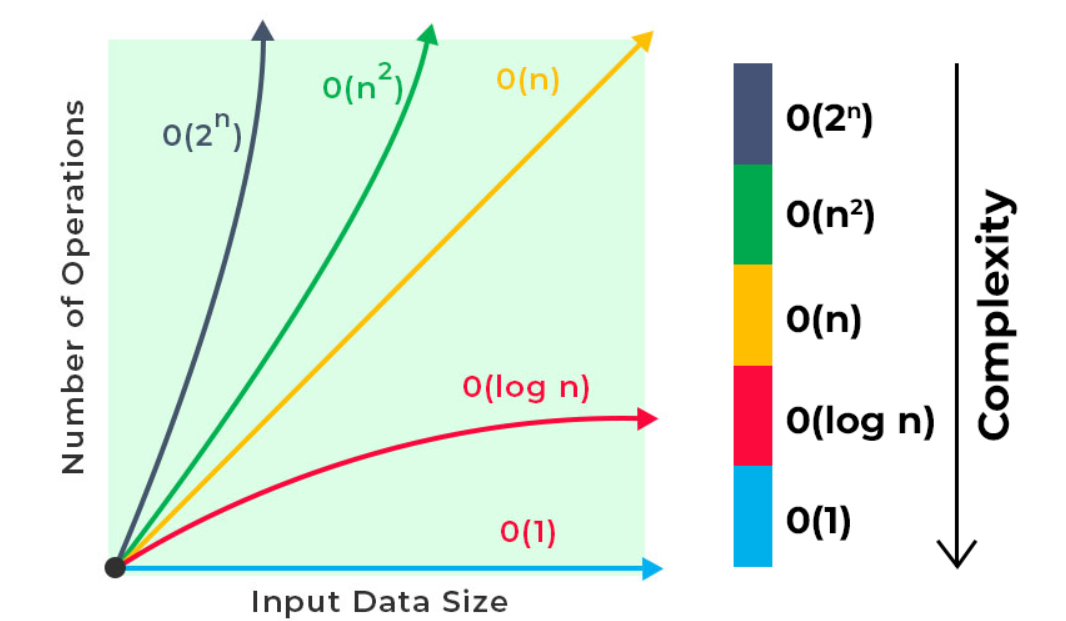 0(2ⁿ)
0(n²)
0(n)
0(log n)
0(1)
Number of Operations
Input Data Size
0(2ⁿ)
0(n²)
0(n)
0(log n)
0(1)
Complexity